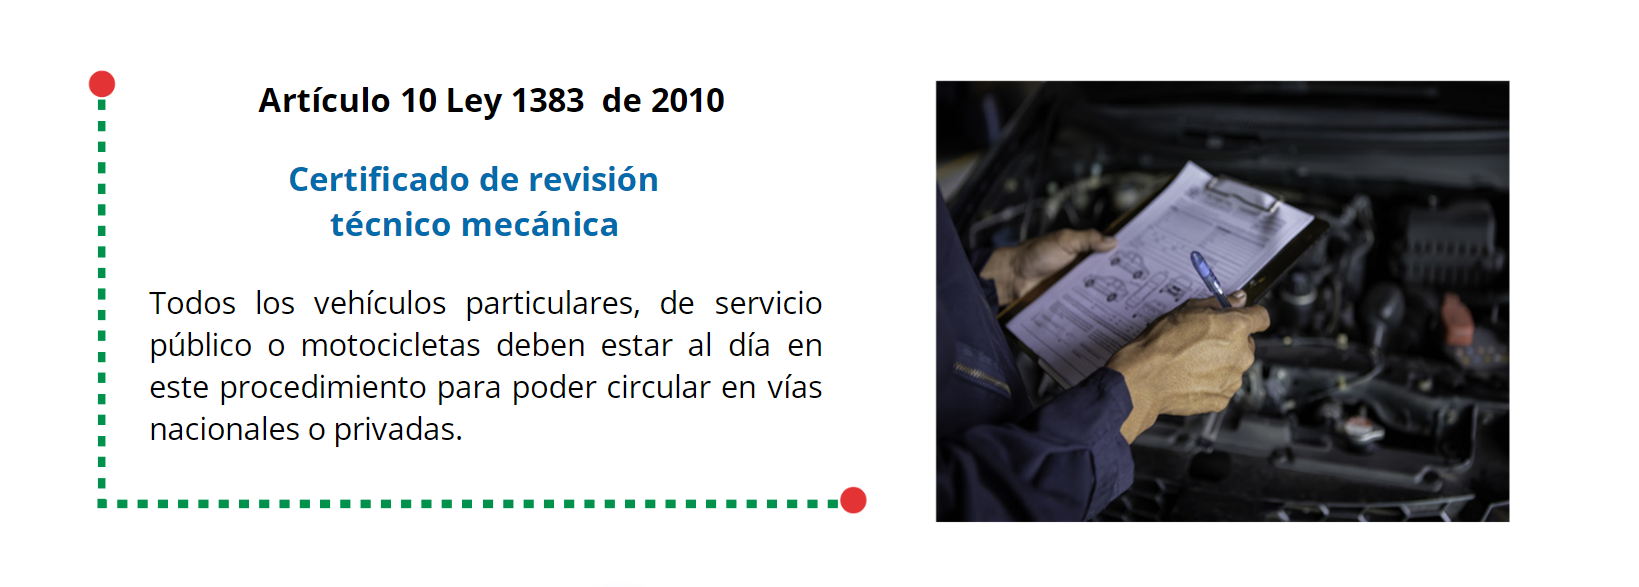 Artículo 10 Ley 1383 de 2010
Certificado de revisión
técnico mecánica
Todos los vehículos particulares, de servicio
público o motocicletas deben estar al día en
este procedimiento para poder circular en vías
nacionales o privadas.